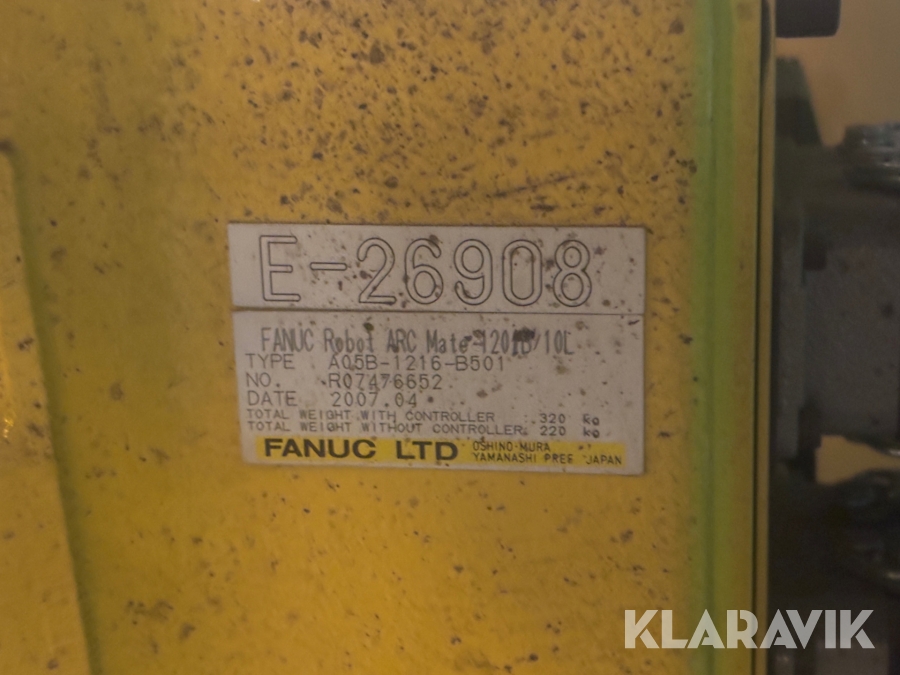 E-26908
FANUC Robot ARC Mate 120iB/10L
TYPE A05B-1216-B501
NO. R07476652
DATE 2007.04
TOTAL WEIGHT WITH CONTROLLER : 320 kg
TOTAL WEIGHT WITHOUT CONTROLLER: 220 kg
FANUC LTD OSHINO-MURA
YAMANASHI PREF. JAPAN
KLARAVIK